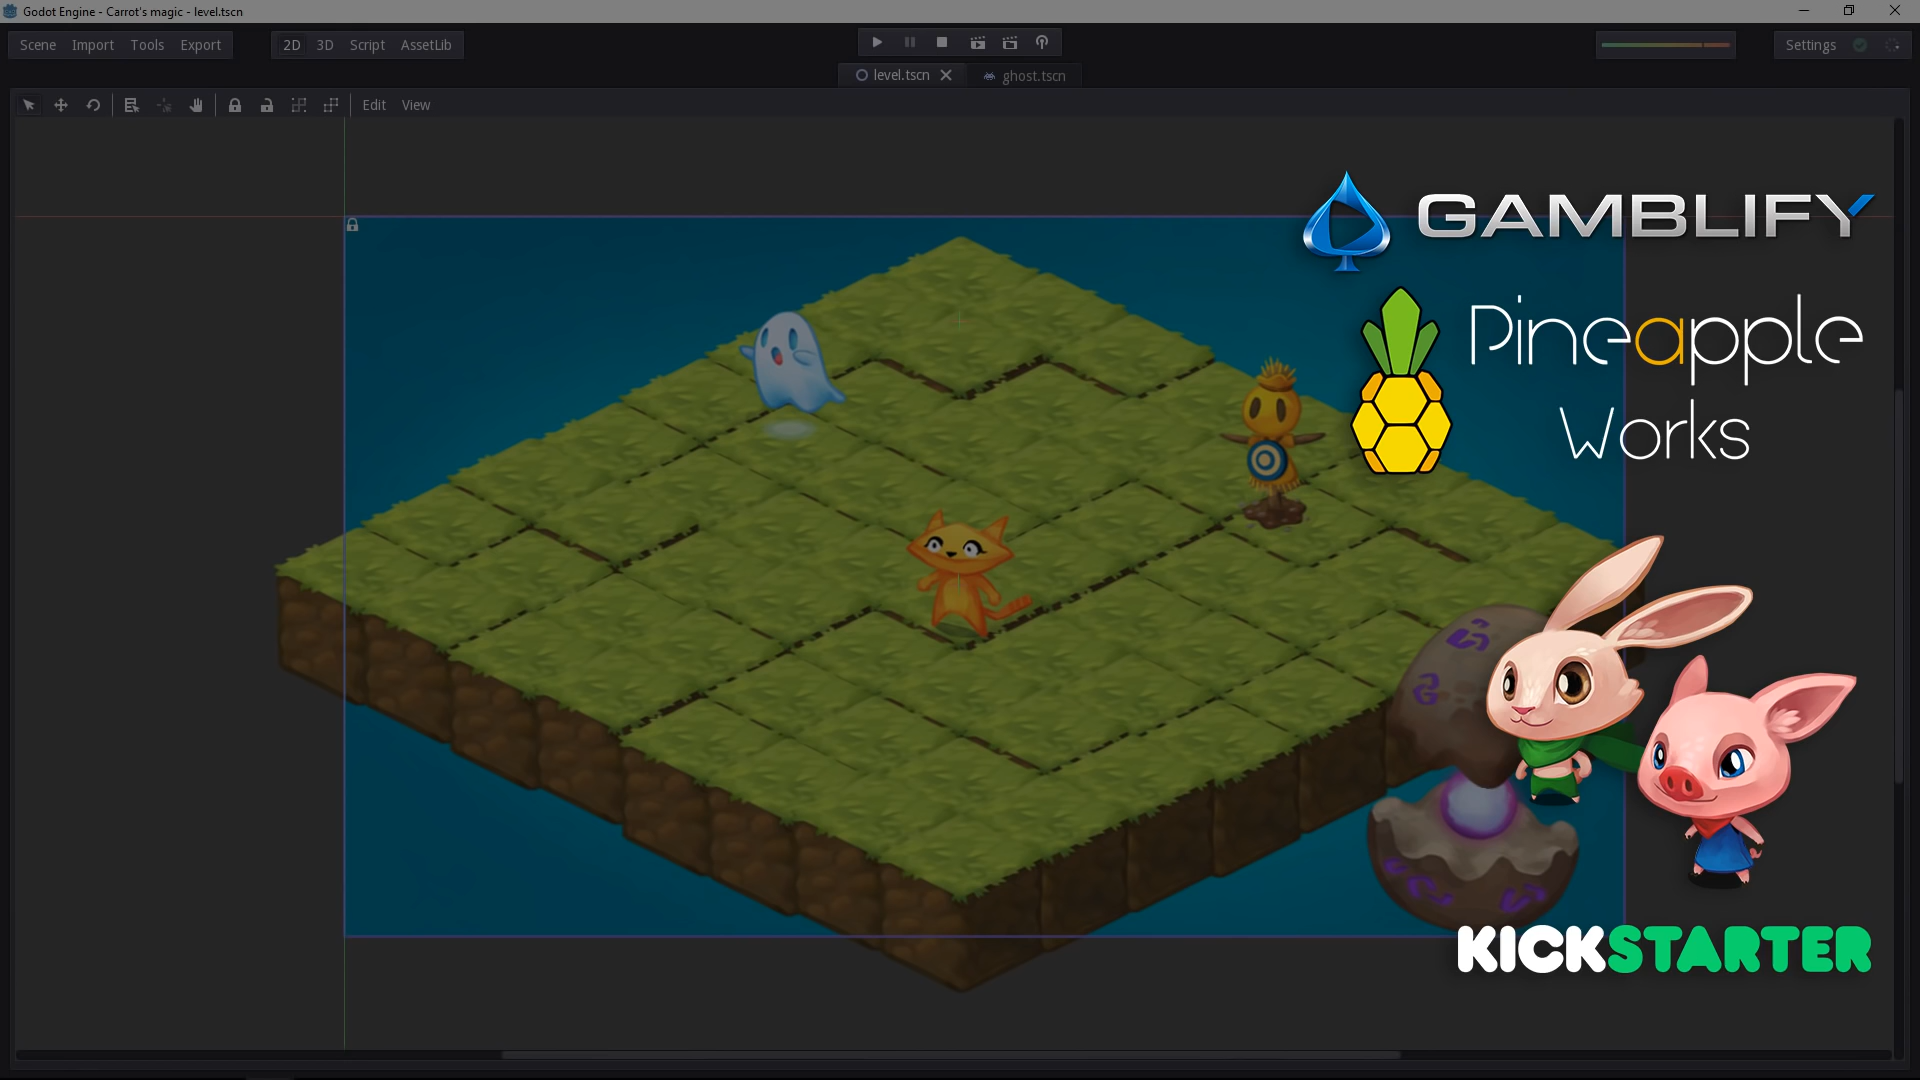 Godot Engine - Carrot's magic - level.tscn
Scene Import Tools Export 2D 3D Script AssetLib Settings
level.tscn ghost.tscn
Edit View
GAMBLIFY
Pineapple
Works
KICKSTARTER